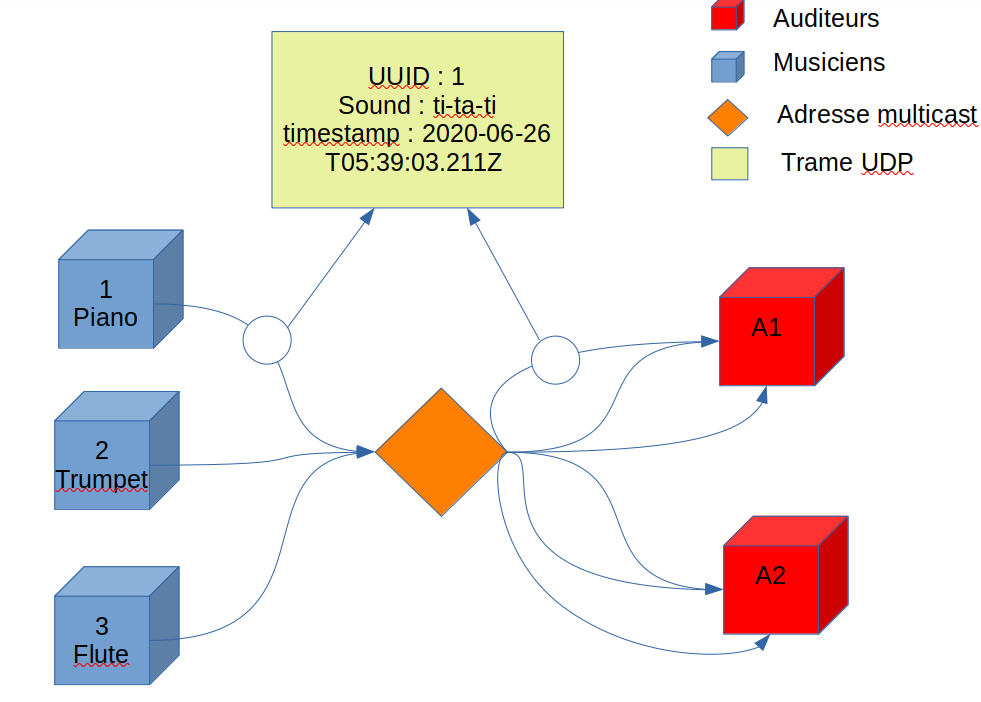 Auditeurs
Musiciens
Adresse multicast
Trame UDP
UUID : 1
Sound : ti-ta-ti
timestamp : 2020-06-26
T05:39:03.211Z
1
Piano
2
Trumpet
3
Flute
A1
A2